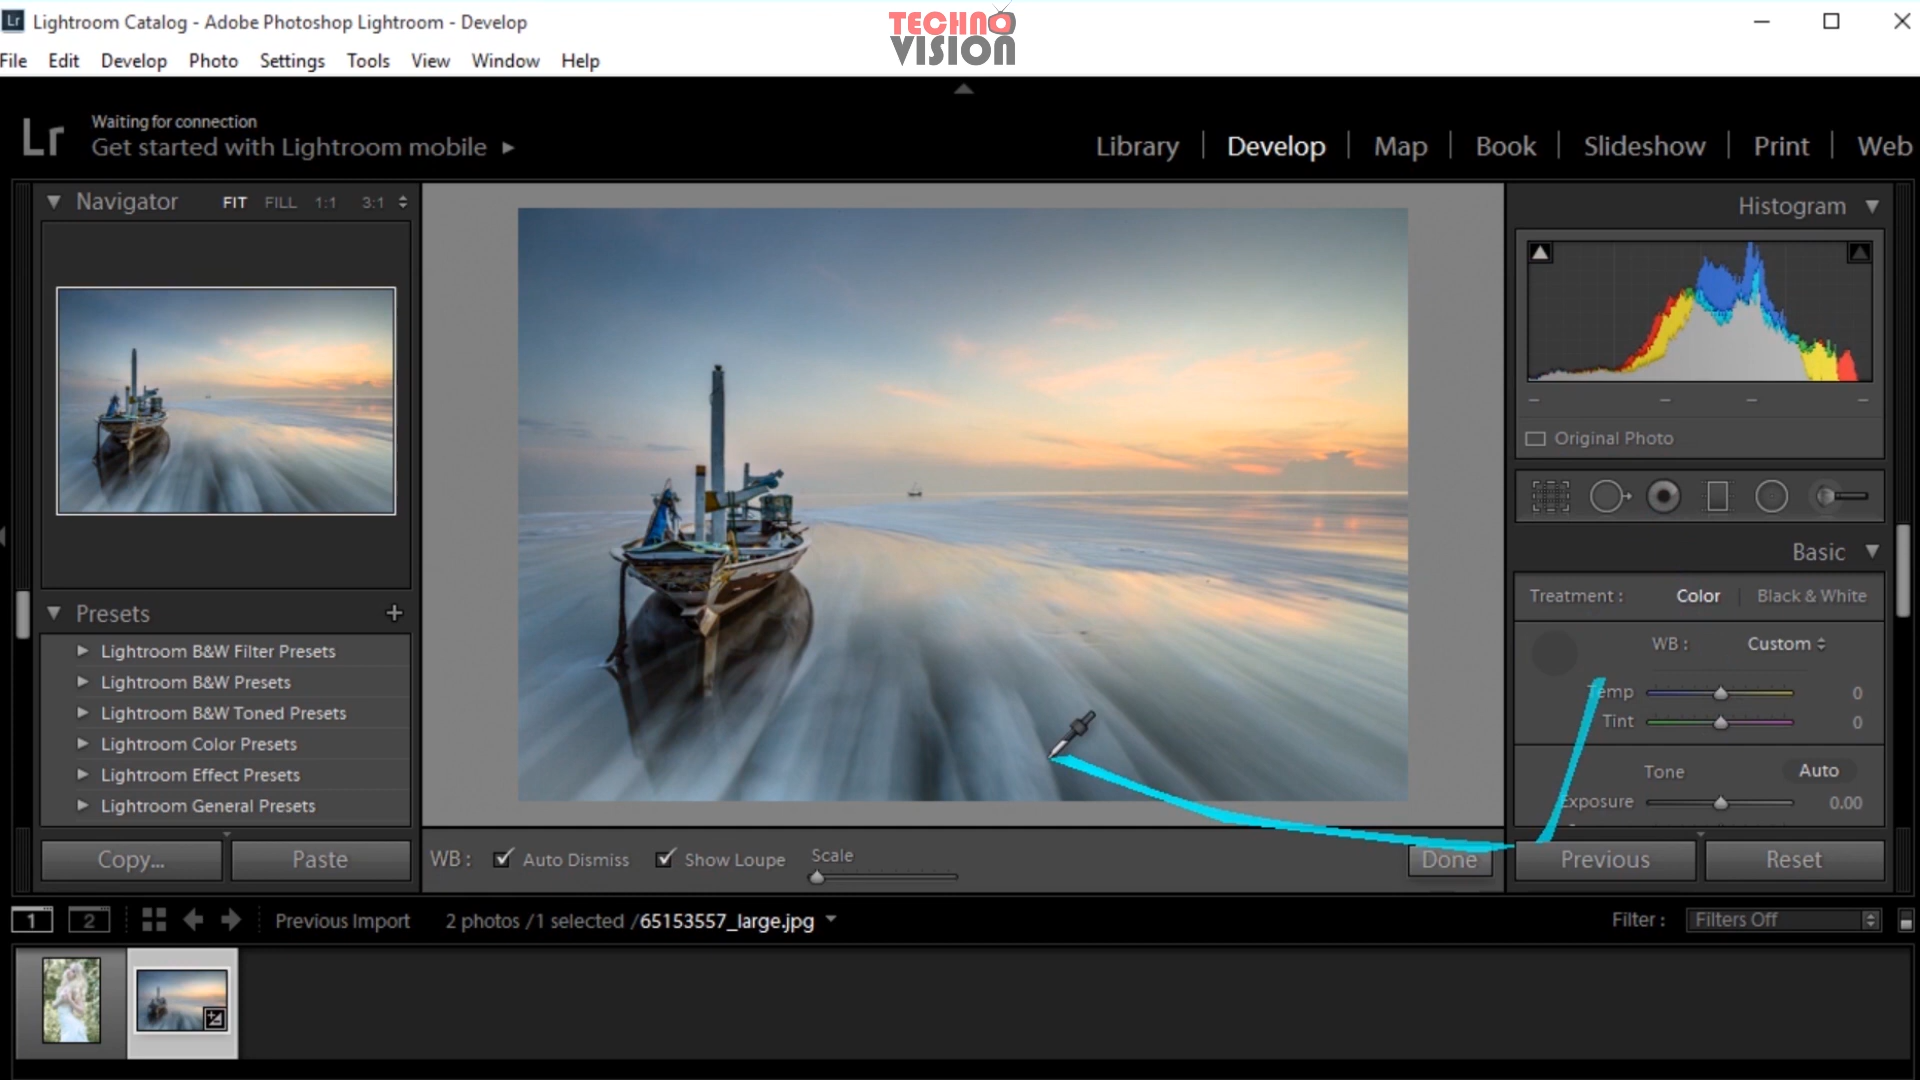 Lr Lightroom Catalog - Adobe Photoshop Lightroom - Develop
TECHNO
VISION
File Edit Develop Photo Settings Tools View Window Help
Lr
Waiting for connection
Get started with Lightroom mobile
Library Develop Map Book Slideshow Print Web
Navigator FIT FILL 1:1 3:1
Histogram
Original Photo
Basic
Treatment : Color Black & White
WB : Custom
Temp 0
Tint 0
Tone Auto
Exposure 0.00
Presets +
Lightroom B&W Filter Presets
Lightroom B&W Presets
Lightroom B&W Toned Presets
Lightroom Color Presets
Lightroom Effect Presets
Lightroom General Presets
Copy... Paste
WB : Auto Dismiss Show Loupe Scale Done
Previous Reset
1 2 Previous Import 2 photos /1 selected /65153557_large.jpg Filter : Filters Off